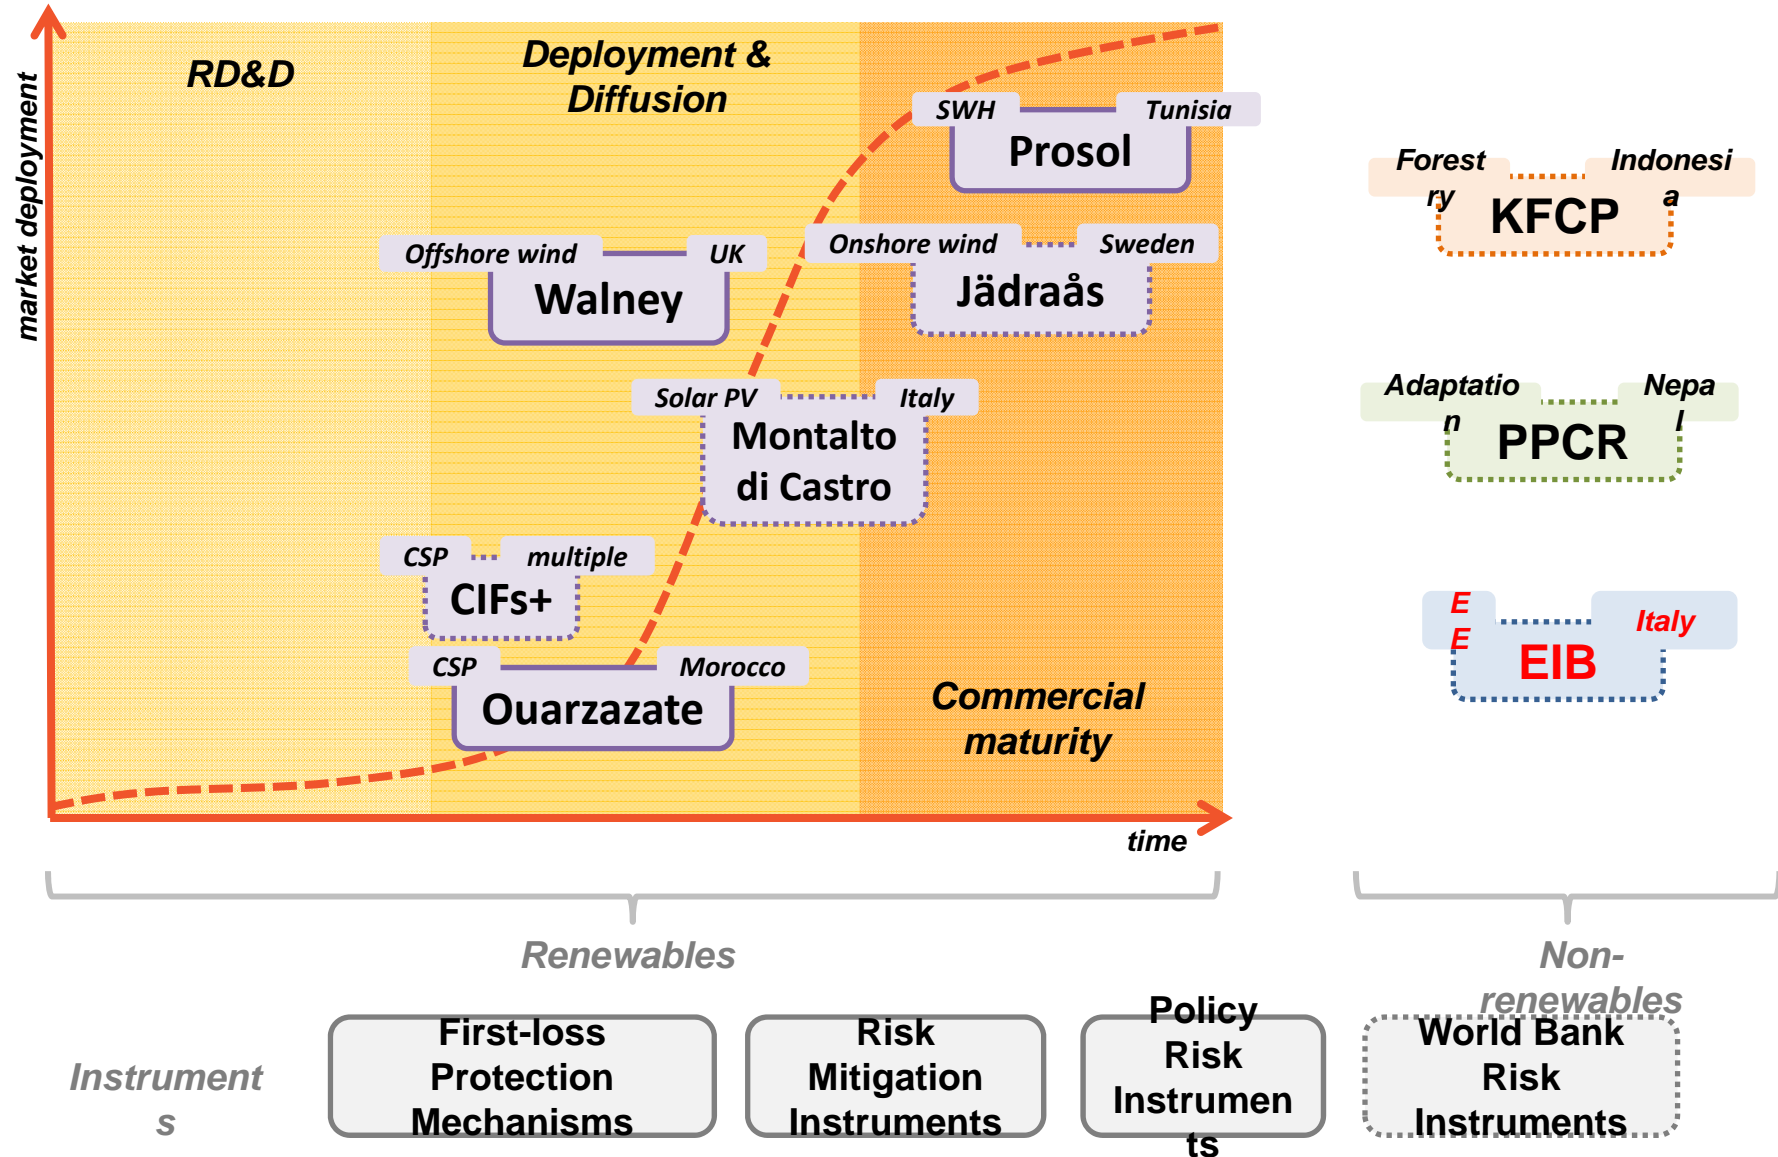 market deployment
RD&D
Deployment &
Diffusion
SWH
Tunisia
Prosol
Offshore wind
UK
Walney
Onshore wind
Sweden
Jädraås
Solar PV
Italy
Montalto
di Castro
CSP
multiple
CIFs+
CSP
Morocco
Ouarzazate
Commercial
maturity
time
Forest
ry
Indonesi
a
KFCP
Adaptatio
n
Nepa
l
PPCR
E
E
Italy
EIB
Renewables
Non-
renewables
Instrument
s
First-loss
Protection
Mechanisms
Risk
Mitigation
Instruments
Policy
Risk
Instrumen
ts
World Bank
Risk
Instruments